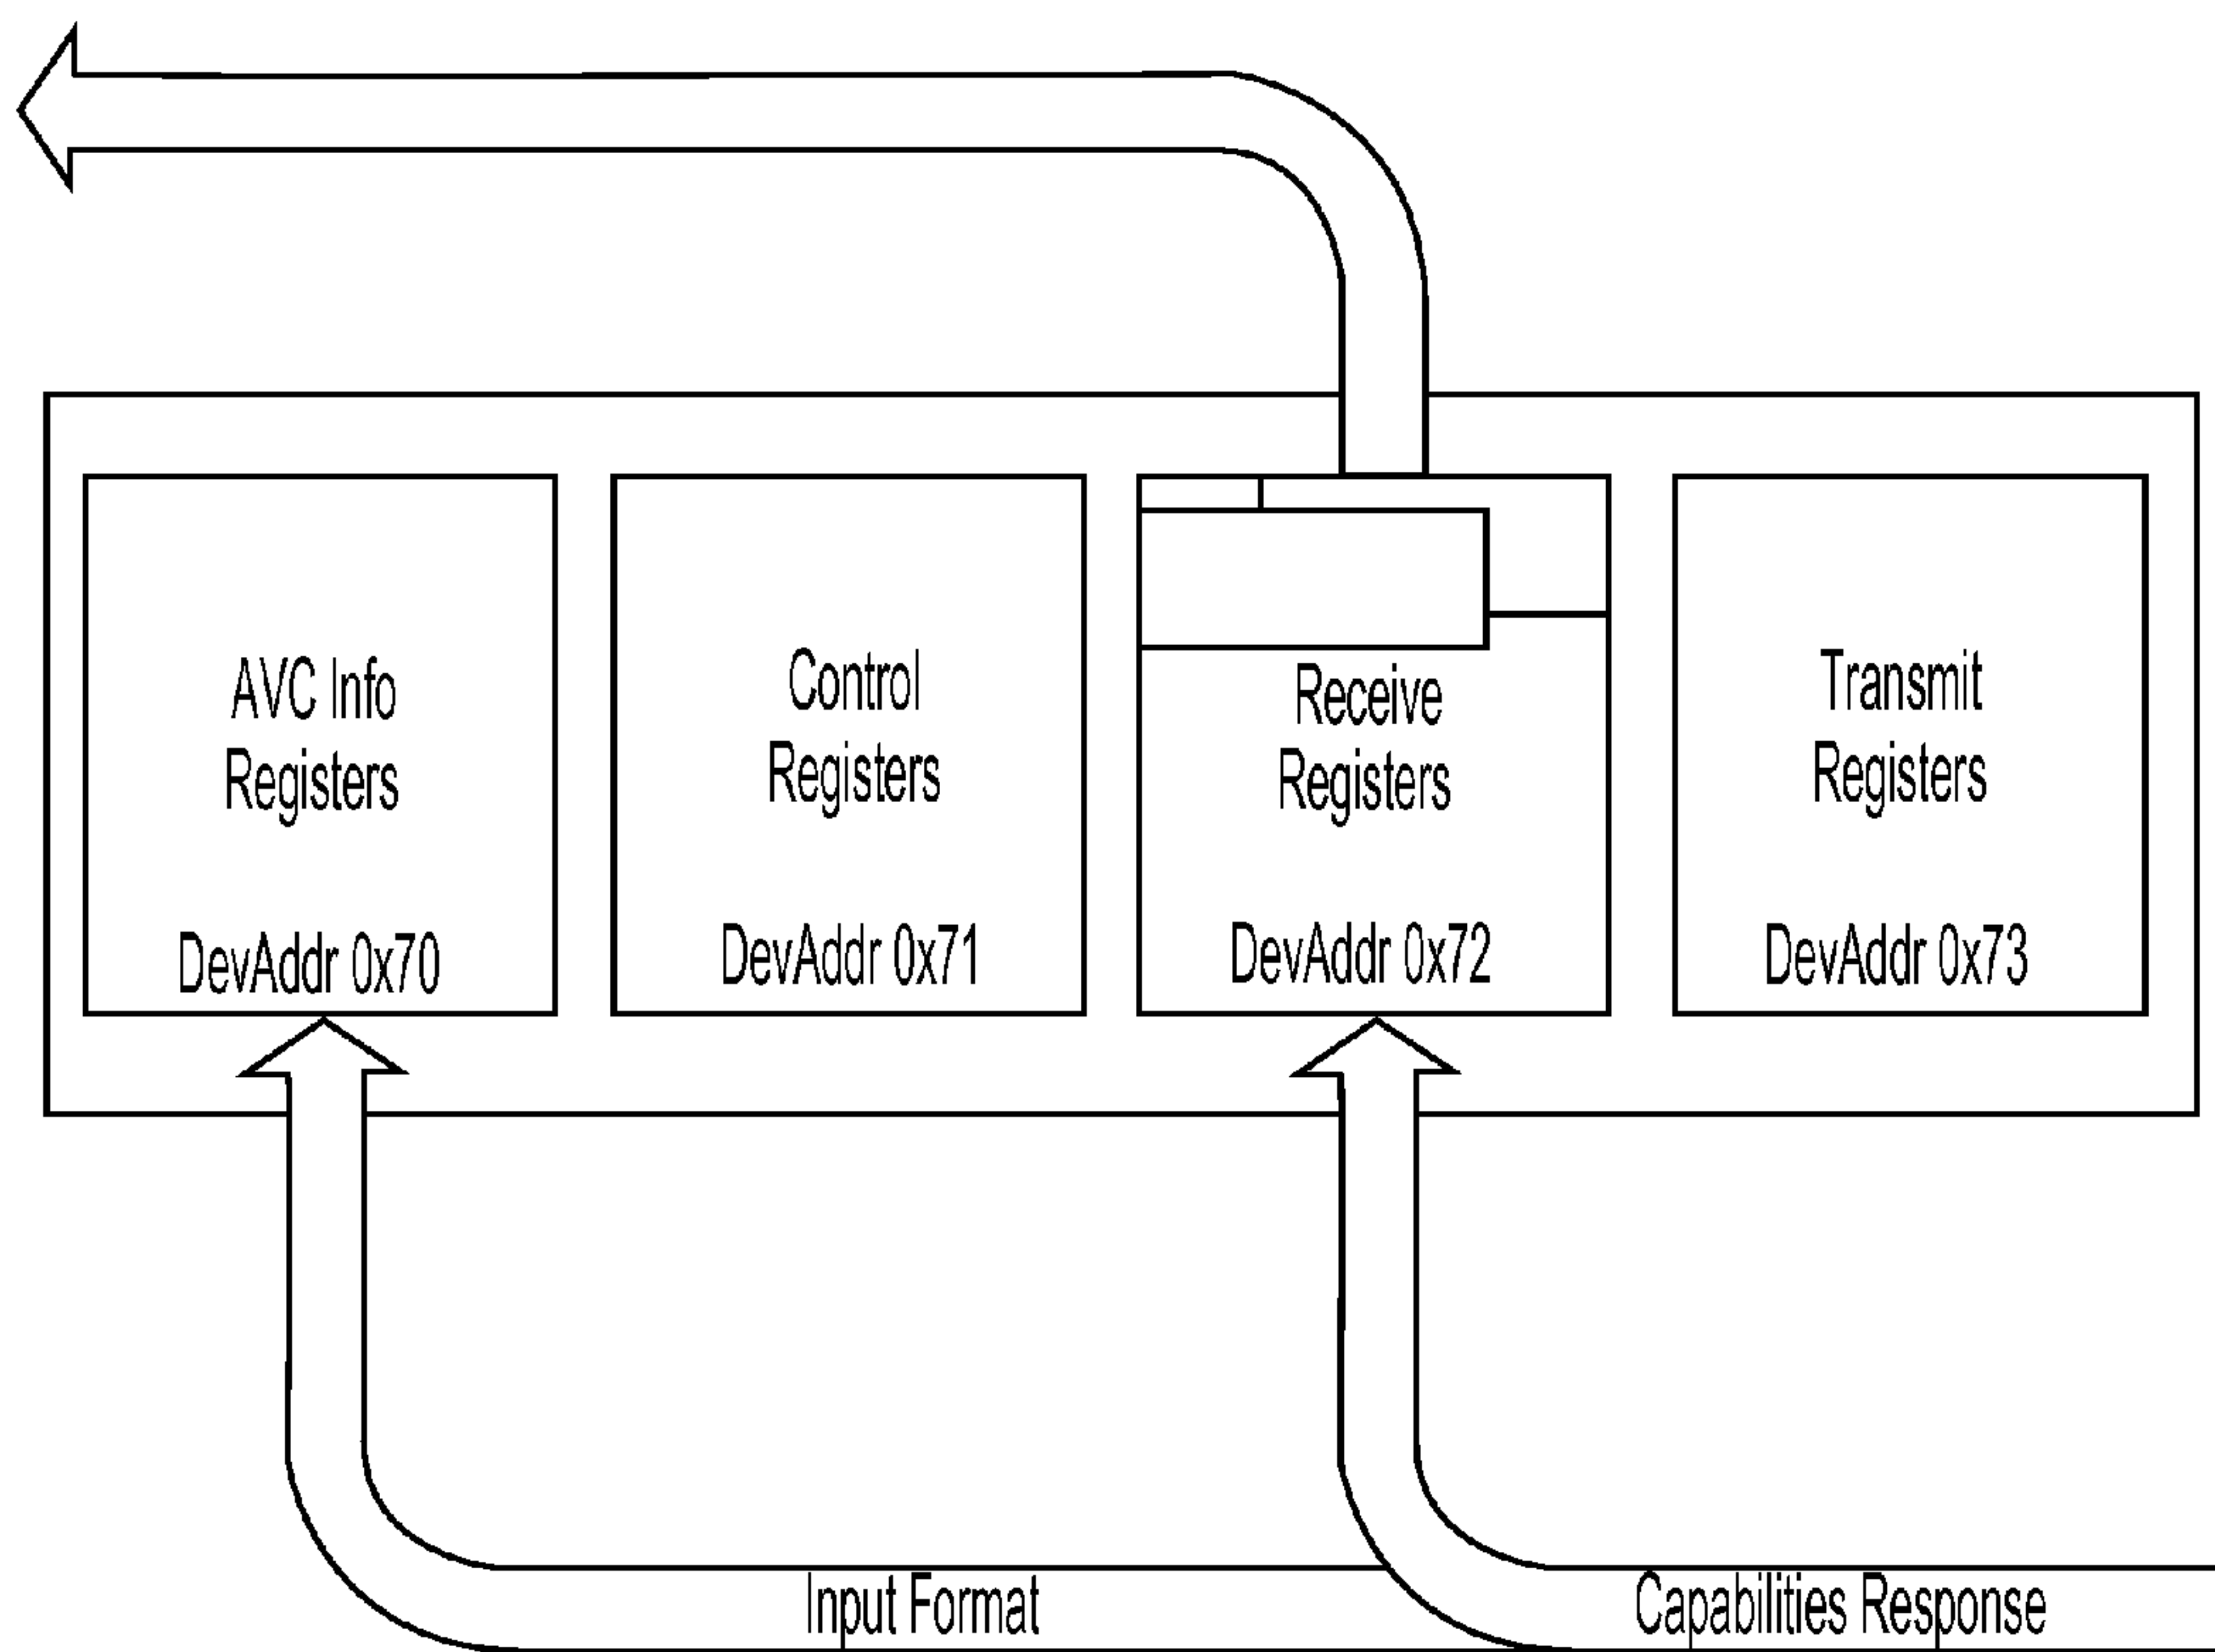 AVC Info
Registers
DevAddr 0x70
Control
Registers
DevAddr 0x71
Receive
Registers
DevAddr 0x72
Transmit
Registers
DevAddr 0x73
Input Format
Capabilities Response